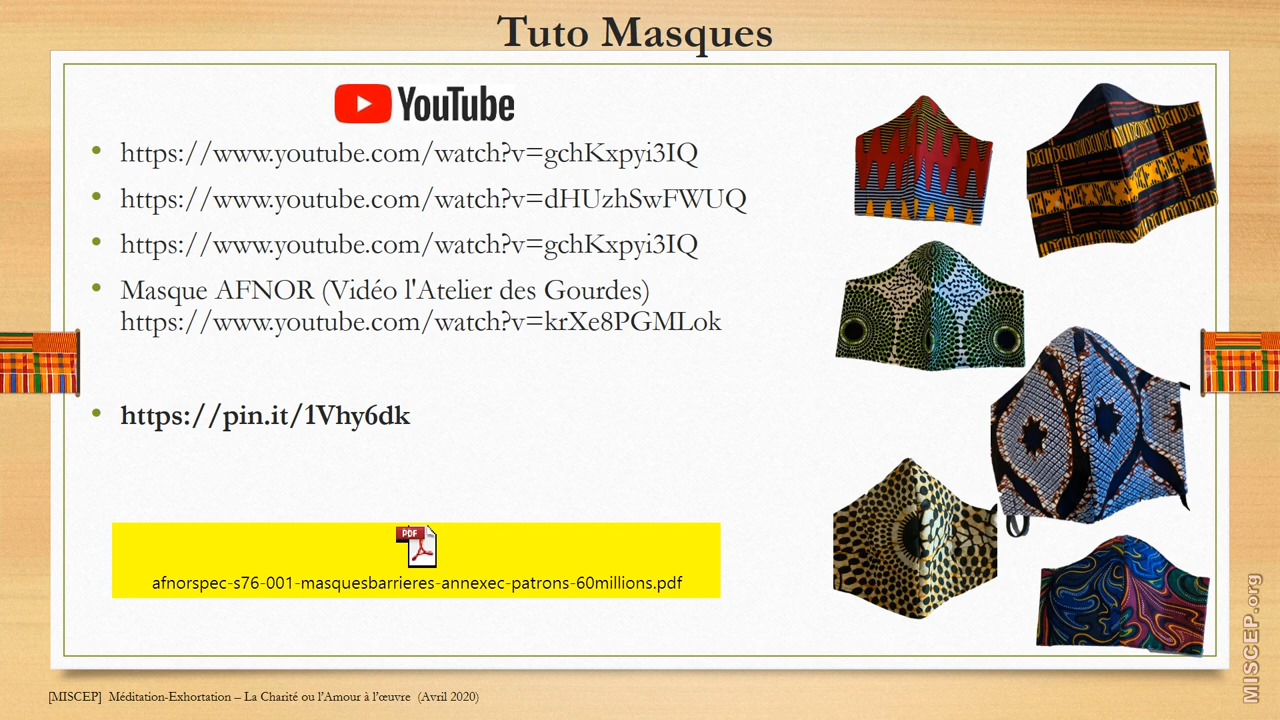 Tuto Masques
YouTube
• https://www.youtube.com/watch?v=gchKxpyi3IQ
• https://www.youtube.com/watch?v=dHUzhSwFWUQ
• https://www.youtube.com/watch?v=gchKxpyi3IQ
• Masque AFNOR (Vidéo l'Atelier des Gourdes)
https://www.youtube.com/watch?v=krXe8PGMLok
• https://pin.it/1Vhy6dk
PDF
afnorspec-s76-001-masquesbarrieres-annexec-patrons-60millions.pdf
MISCEP.org
[MISCEP] Méditation-Exhortation – La Charité ou l'Amour à l'œuvre (Avril 2020)